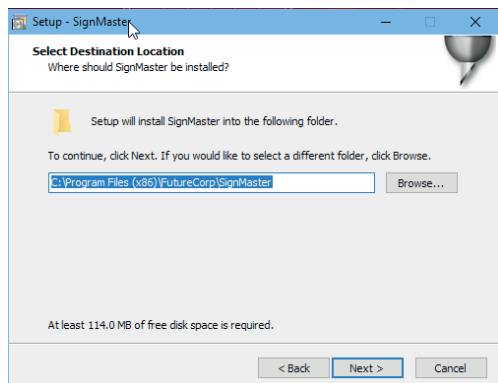 Setup - SignMaster
Select Destination Location
Where should SignMaster be installed?
Setup will install SignMaster into the following folder.
To continue, click Next. If you would like to select a different folder, click Browse.
C:\Program Files (x86)\FutureCorp\SignMaster
Browse...
At least 114.0 MB of free disk space is required.
< Back
Next >
Cancel